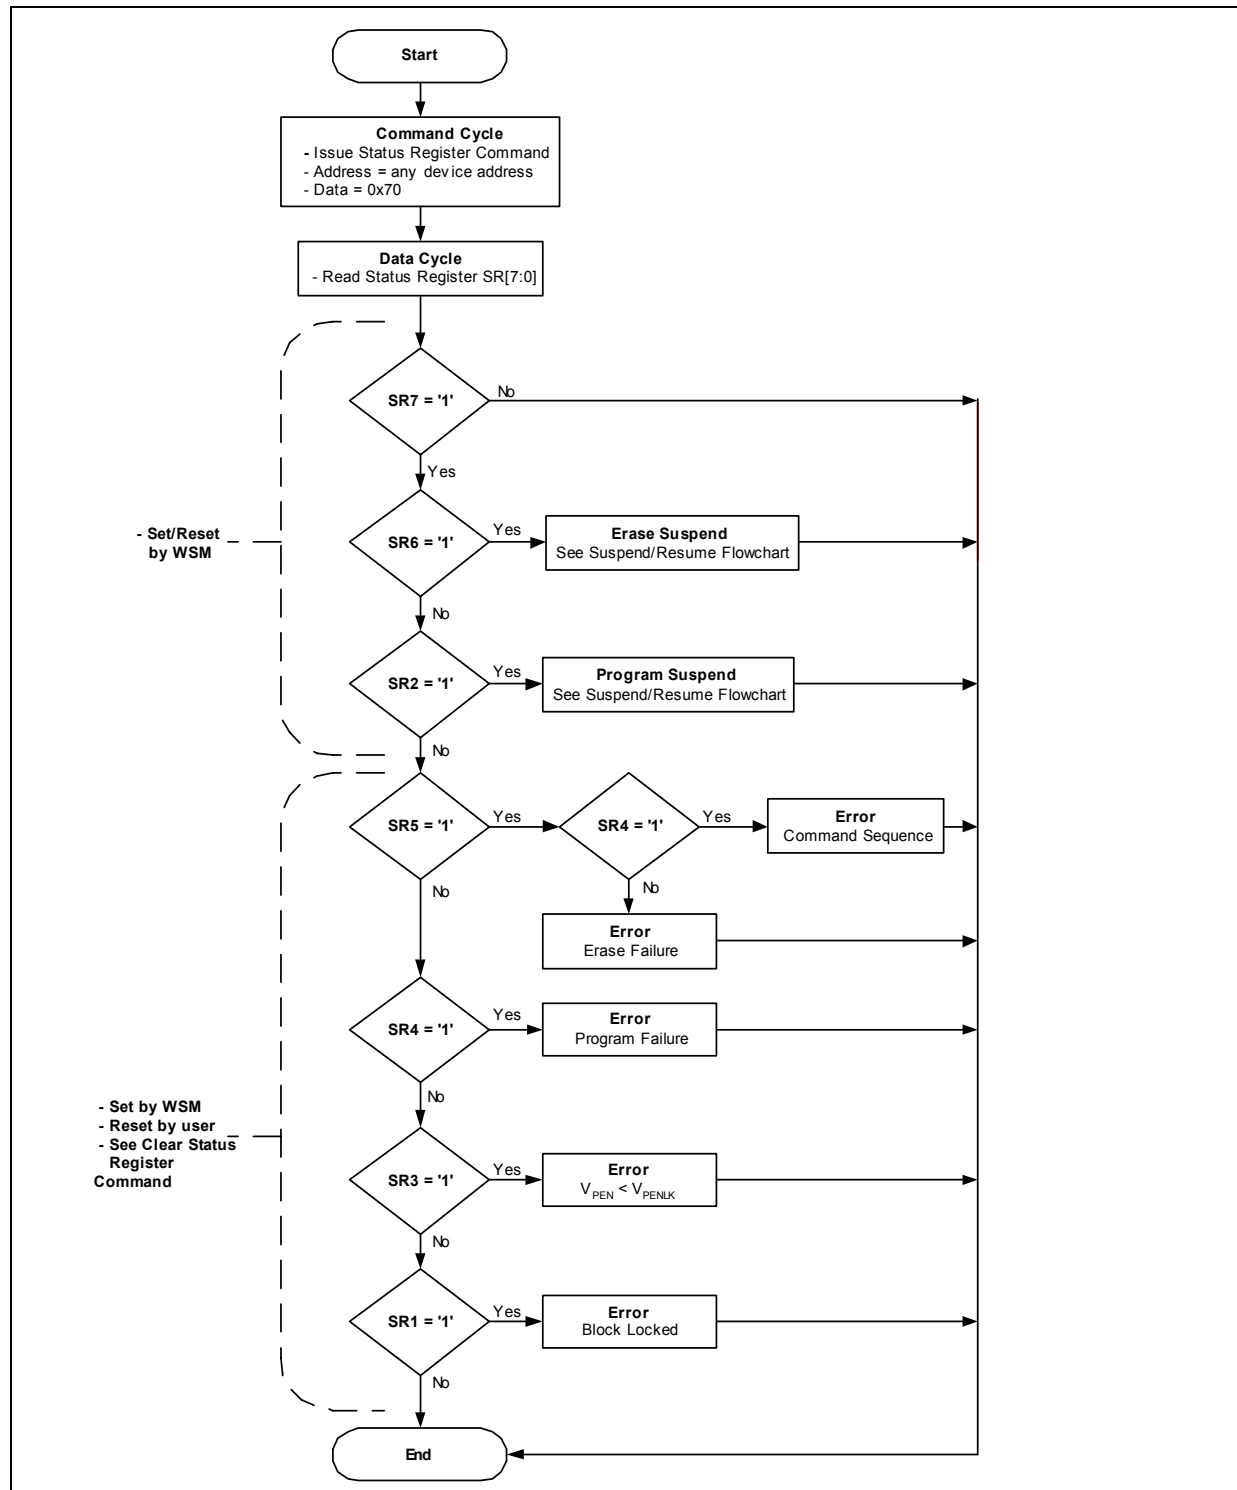 Start
Command Cycle
- Issue Status Register Command
- Address = any device address
- Data = 0x70
Data Cycle
- Read Status Register SR[7:0]
SR7 = '1'
No
Yes
- Set/Reset
by WSM
SR6 = '1'
Yes
Erase Suspend
See Suspend/Resume Flowchart
No
SR2 = '1'
Yes
Program Suspend
See Suspend/Resume Flowchart
No
SR5 = '1'
Yes
SR4 = '1'
Yes
Error
Command Sequence
No
No
Error
Erase Failure
SR4 = '1'
Yes
Error
Program Failure
No
- Set by WSM
- Reset by user
- See Clear Status
Register
Command
SR3 = '1'
Yes
Error
VPEN < VPENLK
No
SR1 = '1'
Yes
Error
Block Locked
No
End